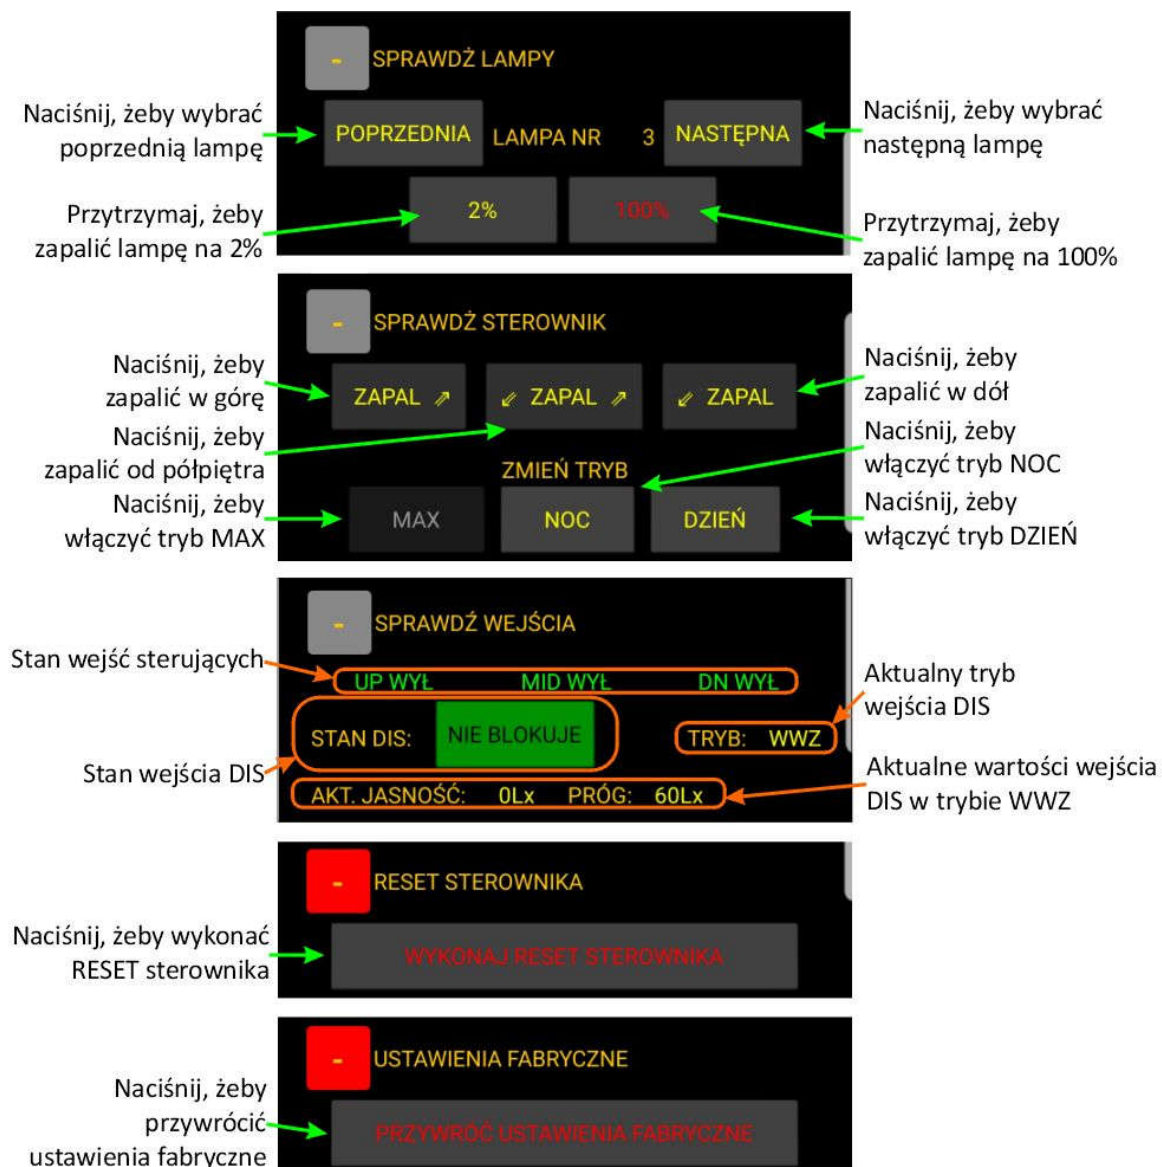 - SPRAWDŹ LAMPY
Naciśnij, żeby wybrać
poprzednią lampę
POPRZEDNIA LAMPA NR 3 NASTĘPNA
Naciśnij, żeby wybrać
następną lampę
Przytrzymaj, żeby
zapalić lampę na 2%
2% 100%
Przytrzymaj, żeby
zapalić lampę na 100%
- SPRAWDŹ STEROWNIK
Naciśnij, żeby
zapalić w górę
ZAPAL ⇗ ⇙ ZAPAL ⇗ ⇙ ZAPAL
Naciśnij, żeby
zapalić w dół
Naciśnij, żeby
zapalić od półpiętra
Naciśnij, żeby
włączyć tryb NOC
ZMIEŃ TRYB
Naciśnij, żeby
włączyć tryb MAX
MAX NOC DZIEŃ
Naciśnij, żeby
włączyć tryb DZIEŃ
- SPRAWDŹ WEJŚCIA
Stan wejść sterujących
UP WYŁ MID WYŁ DN WYŁ
Aktualny tryb
wejścia DIS
STAN DIS: NIE BLOKUJE TRYB: WWZ
Stan wejścia DIS
AKT. JASNOŚĆ: 0Lx PRÓG: 60Lx
Aktualne wartości wejścia
DIS w trybie WWZ
- RESET STEROWNIKA
Naciśnij, żeby wykonać
RESET sterownika
WYKONAJ RESET STEROWNIKA
- USTAWIENIA FABRYCZNE
Naciśnij, żeby
przywrócić
ustawienia fabryczne
PRZYWRÓĆ USTAWIENIA FABRYCZNE